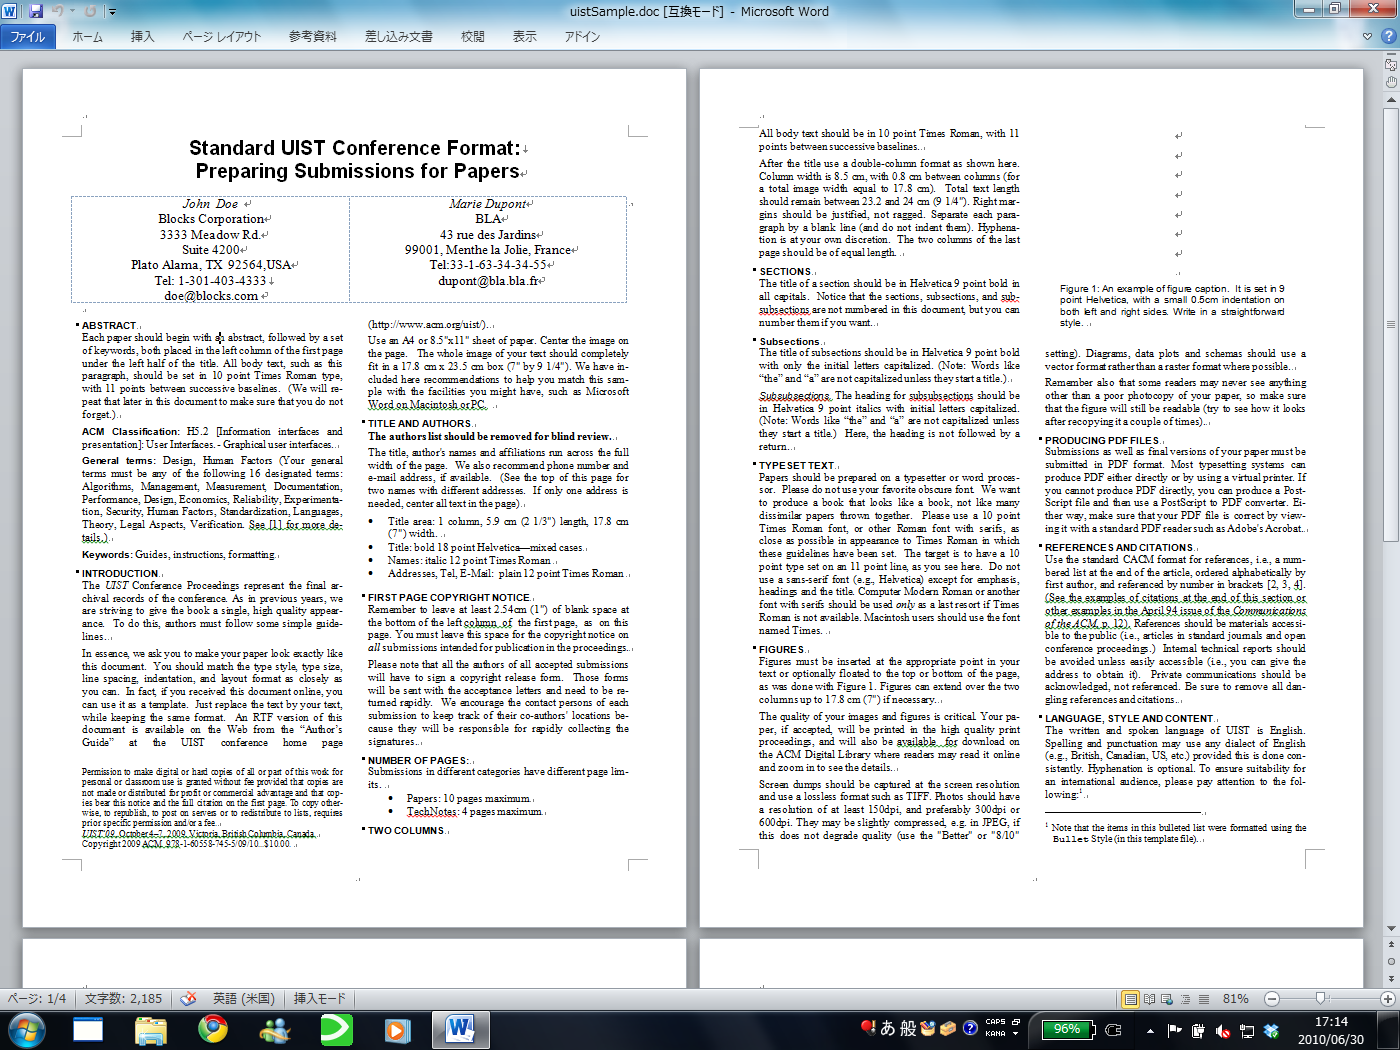 uistSample.doc [互換モード] - Microsoft Word
ファイル ホーム 挿入 ページ レイアウト 参考資料 差し込み文書 校閲 表示 アドイン
Standard UIST Conference Format:
Preparing Submissions for Papers
John Doe
Blocks Corporation
3333 Meadow Rd.
Suite 4200
Plato Alama, TX 92564,USA
Tel: 1-301-403-4333
doe@blocks.com
Marie Dupont
BLA
43 rue des Jardins
99001, Menthe la Jolie, France
Tel:33-1-63-34-34-55
dupont@bla.bla.fr
ABSTRACT
Each paper should begin with an abstract, followed by a set
of keywords, both placed in the left column of the first page
under the left half of the title. All body text, such as this
paragraph, should be set in 10 point Times Roman type,
with 11 points between successive baselines. (We will re-
peat that later in this document to make sure that you do not
forget.)
ACM Classification: H5.2 [Information interfaces and
presentation]: User Interfaces. - Graphical user interfaces.
General terms: Design, Human Factors (Your general
terms must be any of the following 16 designated terms:
Algorithms, Management, Measurement, Documentation,
Performance, Design, Economics, Reliability, Experimenta-
tion, Security, Human Factors, Standardization, Languages,
Theory, Legal Aspects, Verification. See [1] for more de-
tails.)
Keywords: Guides, instructions, formatting.
INTRODUCTION
The UIST Conference Proceedings represent the final ar-
chival records of the conference. As in previous years, we
are striving to give the book a single, high quality appear-
ance. To do this, authors must follow some simple guide-
lines.
In essence, we ask you to make your paper look exactly like
this document. You should match the type style, type size,
line spacing, indentation, and layout format as closely as
you can. In fact, if you received this document online, you
can use it as a template. Just replace the text by your text,
while keeping the same format. An RTF version of this
document is available on the Web from the “Author’s
Guide” at the UIST conference home page
Permission to make digital or hard copies of all or part of this work for
personal or classroom use is granted without fee provided that copies are
not made or distributed for profit or commercial advantage and that cop-
ies bear this notice and the full citation on the first page. To copy other-
wise, to republish, to post on servers or to redistribute to lists, requires
prior specific permission and/or a fee.
UIST'09, October 4–7, 2009, Victoria, British Columbia, Canada.
Copyright 2009 ACM 978-1-60558-745-5/09/10...$10.00.
(http://www.acm.org/uist/).
Use an A4 or 8.5"x11" sheet of paper. Center the image on
the page. The whole image of your text should completely
fit in a 17.8 cm x 23.5 cm box (7" by 9 1/4"). We have in-
cluded here recommendations to help you match this sam-
ple with the facilities you might have, such as Microsoft
Word on Macintosh or PC.
TITLE AND AUTHORS
The authors list should be removed for blind review.
The title, author's names and affiliations run across the full
width of the page. We also recommend phone number and
e-mail address, if available. (See the top of this page for
two names with different addresses. If only one address is
needed, center all text in the page).
• Title area: 1 column, 5.9 cm (2 1/3") length, 17.8 cm
(7") width.
• Title: bold 18 point Helvetica—mixed cases.
• Names: italic 12 point Times Roman
• Addresses, Tel, E-Mail: plain 12 point Times Roman
FIRST PAGE COPYRIGHT NOTICE
Remember to leave at least 2.54cm (1") of blank space at
the bottom of the left column of the first page, as on this
page. You must leave this space for the copyright notice on
all submissions intended for publication in the proceedings.
Please note that all the authors of all accepted submissions
will have to sign a copyright release form. Those forms
will be sent with the acceptance letters and need to be re-
turned rapidly. We encourage the contact persons of each
submission to keep track of their co-authors' locations be-
cause they will be responsible for rapidly collecting the
signatures.
NUMBER OF PAGES:
Submissions in different categories have different page lim-
its.
• Papers: 10 pages maximum.
• TechNotes: 4 pages maximum.
TWO COLUMNS
All body text should be in 10 point Times Roman, with 11
points between successive baselines.
After the title use a double-column format as shown here.
Column width is 8.5 cm, with 0.8 cm between columns (for
a total image width equal to 17.8 cm). Total text length
should remain between 23.2 and 24 cm (9 1/4"). Right mar-
gins should be justified, not ragged. Separate each para-
graph by a blank line (and do not indent them). Hyphena-
tion is at your own discretion. The two columns of the last
page should be of equal length.
SECTIONS
The title of a section should be in Helvetica 9 point bold in
all capitals. Notice that the sections, subsections, and sub-
subsections are not numbered in this document, but you can
number them if you want.
Subsections
The title of subsections should be in Helvetica 9 point bold
with only the initial letters capitalized. (Note: Words like
“the” and “a” are not capitalized unless they start a title.)
Subsubsections. The heading for subsubsections should be
in Helvetica 9 point italics with initial letters capitalized.
(Note: Words like “the” and “a” are not capitalized unless
they start a title.) Here, the heading is not followed by a
return.
TYPESET TEXT
Papers should be prepared on a typesetter or word proces-
sor. Please do not use your favorite obscure font. We want
to produce a book that looks like a book, not like many
dissimilar papers thrown together. Please use a 10 point
Times Roman font, or other Roman font with serifs, as
close as possible in appearance to Times Roman in which
these guidelines have been set. The target is to have a 10
point type set on an 11 point line, as you see here. Do not
use a sans-serif font (e.g., Helvetica) except for emphasis,
headings and the title. Computer Modern Roman or another
font with serifs should be used only as a last resort if Times
Roman is not available. Macintosh users should use the font
named Times.
FIGURES
Figures must be inserted at the appropriate point in your
text or optionally floated to the top or bottom of the page,
as was done with Figure 1. Figures can extend over the two
columns up to 17.8 cm (7") if necessary.
The quality of your images and figures is critical. Your pa-
per, if accepted, will be printed in the high quality print
proceedings, and will also be available for download on
the ACM Digital Library where readers may read it online
and zoom in to see the details.
Screen dumps should be captured at the screen resolution
and use a lossless format such as TIFF. Photos should have
a resolution of at least 150dpi, and preferably 300dpi or
600dpi. They may be slightly compressed, e.g. in JPEG, if
this does not degrade quality (use the "Better" or "8/10"
Figure 1: An example of figure caption. It is set in 9
point Helvetica, with a small 0.5cm indentation on
both left and right sides. Write in a straightforward
style.
setting). Diagrams, data plots and schemas should use a
vector format rather than a raster format where possible.
Remember also that some readers may never see anything
other than a poor photocopy of your paper, so make sure
that the figure will still be readable (try to see how it looks
after recopying it a couple of times).
PRODUCING PDF FILES
Submissions as well as final versions of your paper must be
submitted in PDF format. Most typesetting systems can
produce PDF either directly or by using a virtual printer. If
you cannot produce PDF directly, you can produce a Post-
Script file and then use a PostScript to PDF converter. Ei-
ther way, make sure that your PDF file is correct by view-
ing it with a standard PDF reader such as Adobe's Acrobat.
REFERENCES AND CITATIONS
Use the standard CACM format for references, i.e., a num-
bered list at the end of the article, ordered alphabetically by
first author, and referenced by number in brackets [2, 3, 4].
(See the examples of citations at the end of this section or
other examples in the April 94 issue of the Communications
of the ACM, p. 12). References should be materials accessi-
ble to the public (i.e., articles in standard journals and open
conference proceedings.) Internal technical reports should
be avoided unless easily accessible (i.e., you can give the
address to obtain it). Private communications should be
acknowledged, not referenced. Be sure to remove all dan-
gling references and citations.
LANGUAGE, STYLE AND CONTENT
The written and spoken language of UIST is English.
Spelling and punctuation may use any dialect of English
(e.g., British, Canadian, US, etc.) provided this is done con-
sistently. Hyphenation is optional. To ensure suitability for
an international audience, please pay attention to the fol-
lowing:1
1 Note that the items in this bulleted list were formatted using the
Bullet Style (in this template file).
ページ: 1/4 文字数: 2,185 英語 (米国) 挿入モード 81%
あ 般 CAPS KANA 96% 17:14
2010/06/30